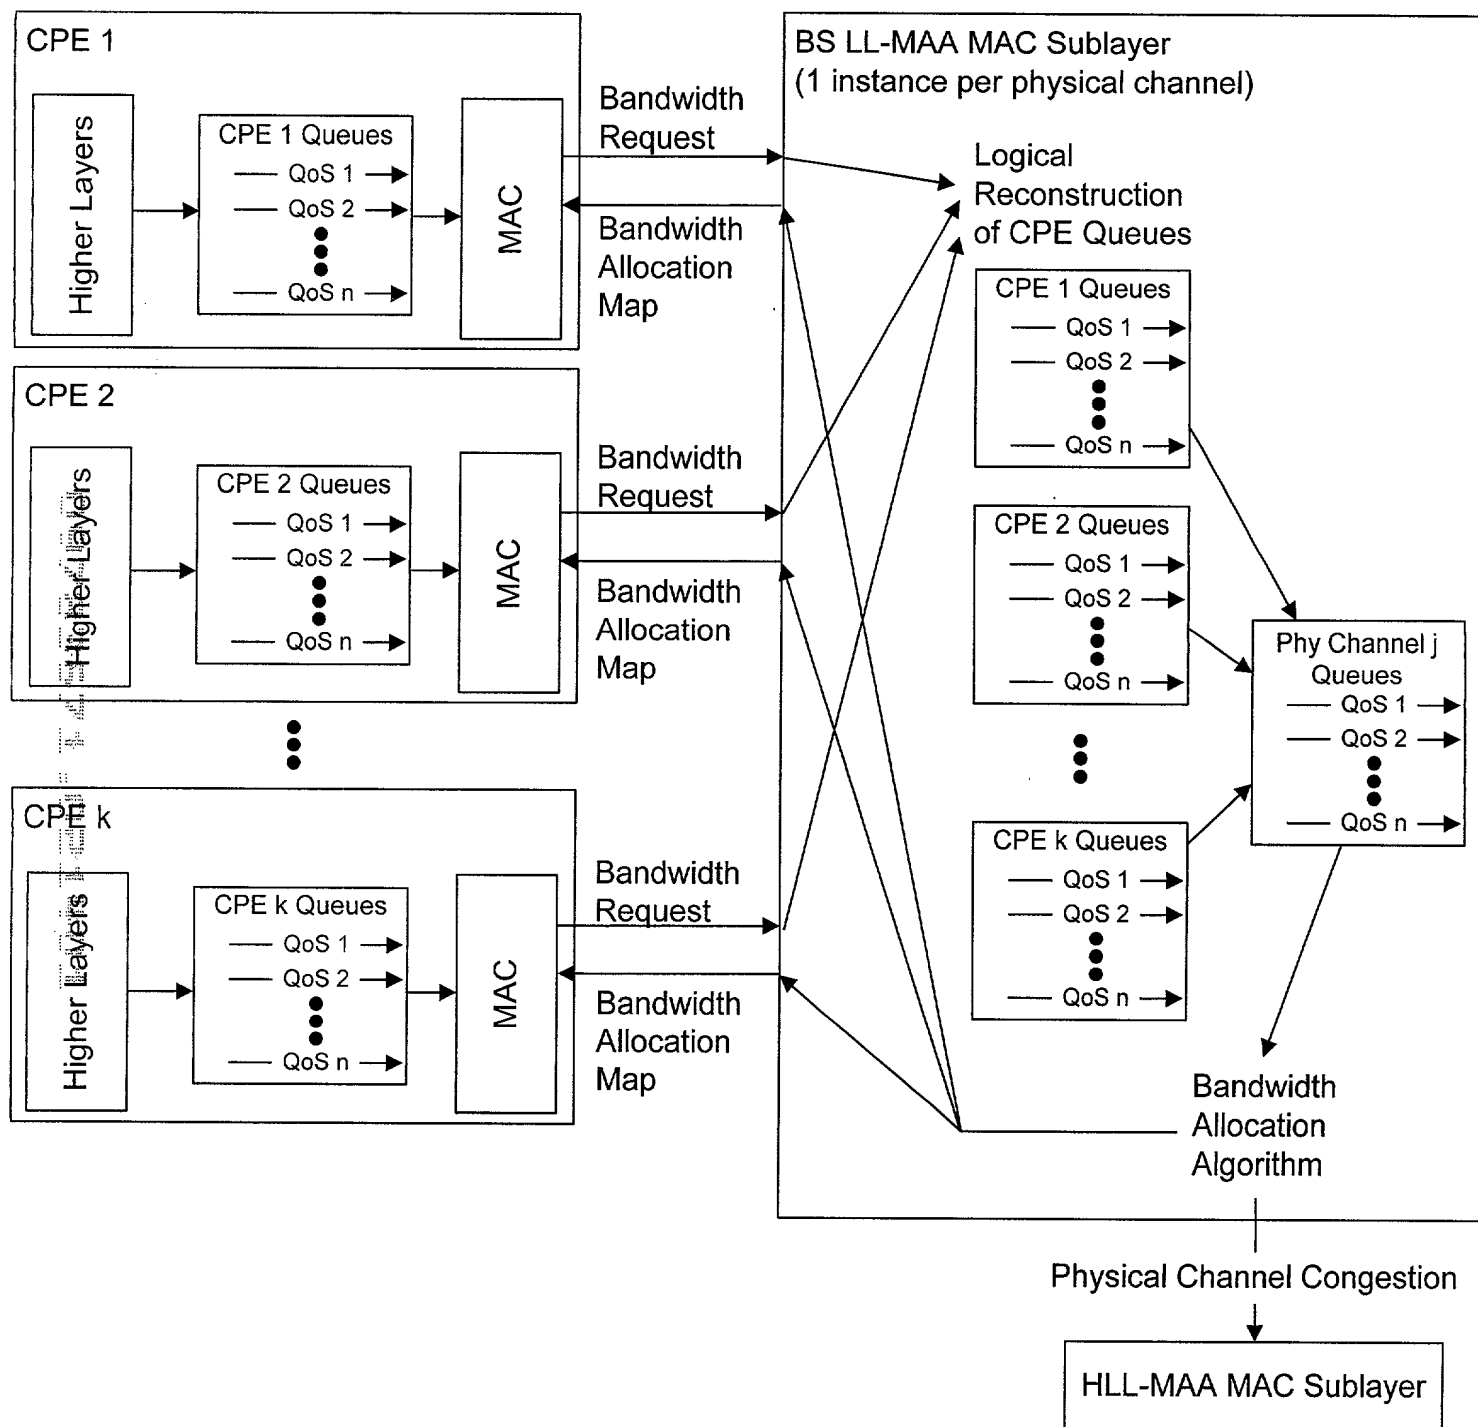 CPE 1
Higher Layers
CPE 1 Queues
QoS 1
QoS 2
QoS n
MAC
Bandwidth
Request
Bandwidth
Allocation
Map
CPE 2
Higher Layers
CPE 2 Queues
QoS 1
QoS 2
QoS n
MAC
Bandwidth
Request
Bandwidth
Allocation
Map
CPE k
Higher Layers
CPE k Queues
QoS 1
QoS 2
QoS n
MAC
Bandwidth
Request
Bandwidth
Allocation
Map
BS LL-MAA MAC Sublayer
(1 instance per physical channel)
Logical
Reconstruction
of CPE Queues
CPE 1 Queues
QoS 1
QoS 2
QoS n
CPE 2 Queues
QoS 1
QoS 2
QoS n
CPE k Queues
QoS 1
QoS 2
QoS n
Phy Channel j
Queues
QoS 1
QoS 2
QoS n
Bandwidth
Allocation
Algorithm
Physical Channel Congestion
HLL-MAA MAC Sublayer